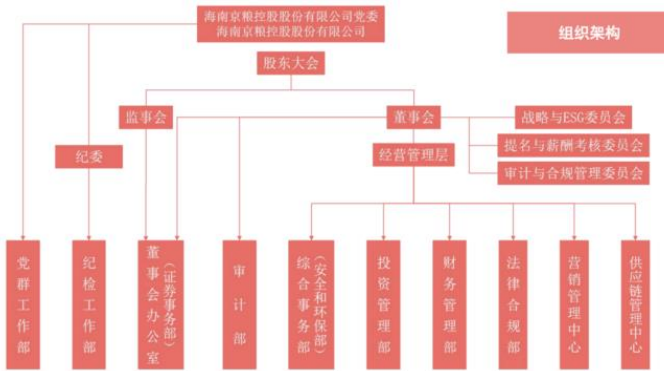 海南京粮控股股份有限公司党委
海南京粮控股股份有限公司
组织架构
股东大会
监事会
董事会
战略与ESG委员会
提名与薪酬考核委员会
审计与合规管理委员会
纪委
经营管理层
党群工作部
纪检工作部
董事会办公室
(证券事务部)
审计部
综合事务部
(安全和环保部)
投资管理部
财务管理部
法律合规部
营销管理中心
供应链管理中心